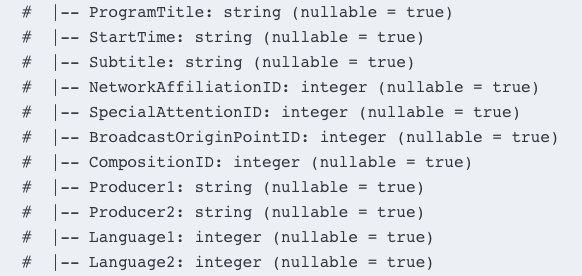 #  |-- ProgramTitle: string (nullable = true)
#  |-- StartTime: string (nullable = true)
#  |-- Subtitle: string (nullable = true)
#  |-- NetworkAffiliationID: integer (nullable = true)
#  |-- SpecialAttentionID: integer (nullable = true)
#  |-- BroadcastOriginPointID: integer (nullable = true)
#  |-- CompositionID: integer (nullable = true)
#  |-- Producer1: string (nullable = true)
#  |-- Producer2: string (nullable = true)
#  |-- Language1: integer (nullable = true)
#  |-- Language2: integer (nullable = true)